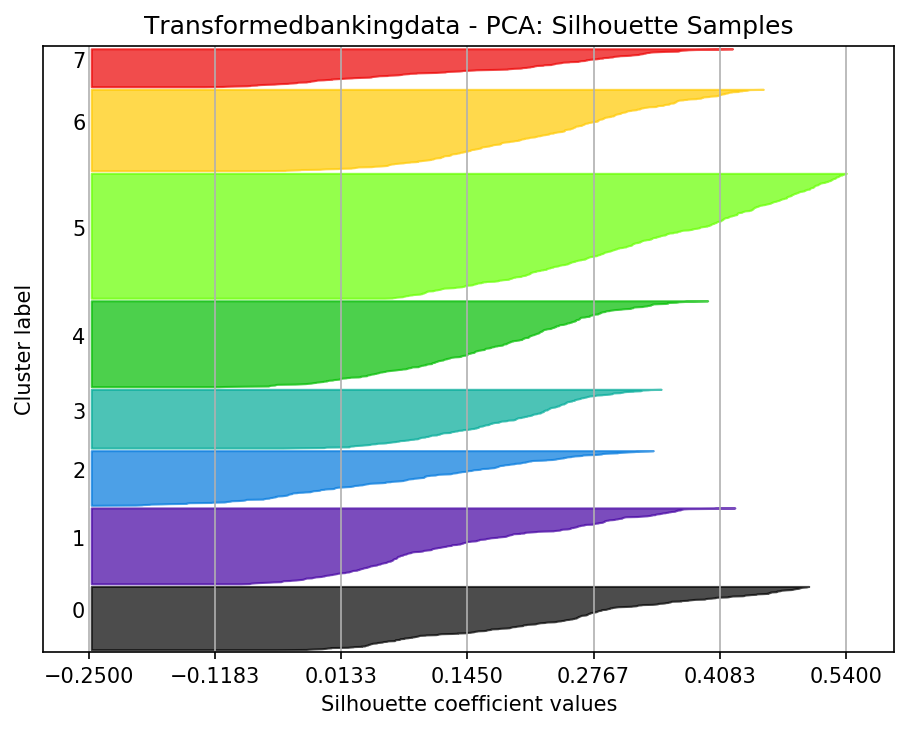 Transformedbankingdata - PCA: Silhouette Samples
7
6
5
4
3
2
1
0
Cluster label
−0.2500 −0.1183 0.0133 0.1450 0.2767 0.4083 0.5400
Silhouette coefficient values